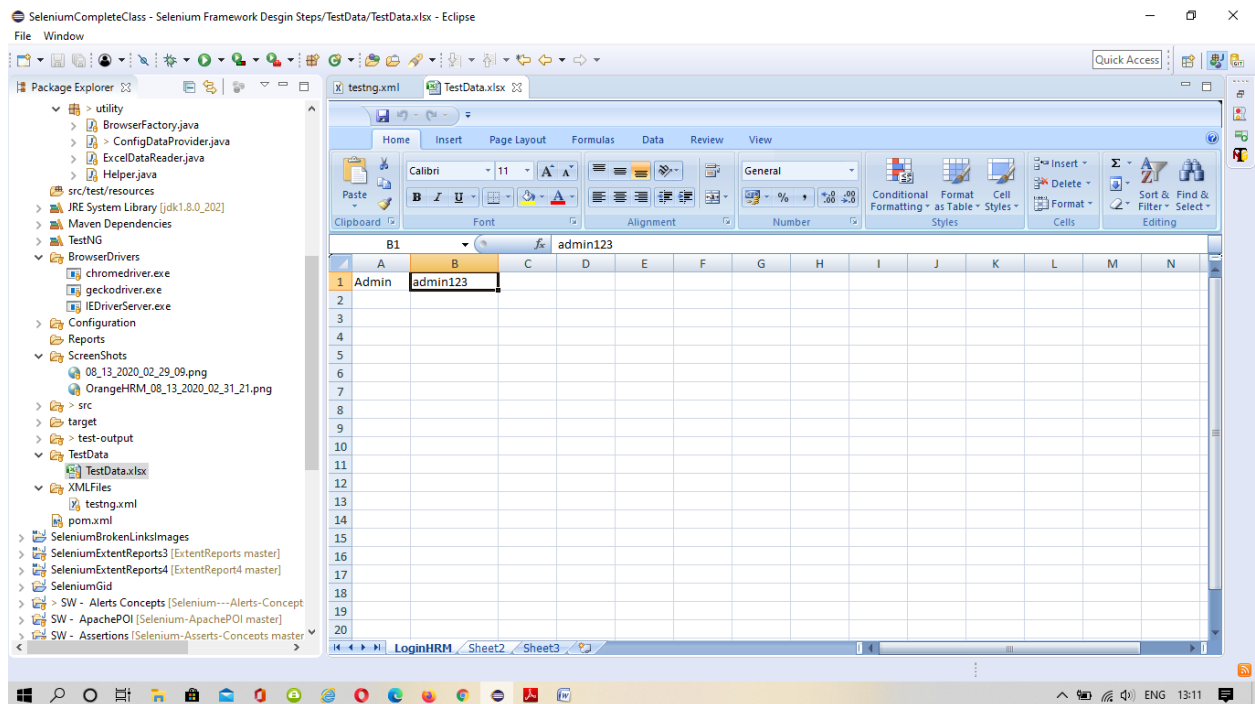 SeleniumCompleteClass - Selenium Framework Desgin Steps/TestData/TestData.xlsx - Eclipse
File Window
Quick Access
Package Explorer
testng.xml
TestData.xlsx
> utility
BrowserFactory.java
> ConfigDataProvider.java
ExcelDataReader.java
Helper.java
src/test/resources
JRE System Library [jdk1.8.0_202]
Maven Dependencies
TestNG
BrowserDrivers
chromedriver.exe
geckodriver.exe
IEDriverServer.exe
Configuration
Reports
ScreenShots
08_13_2020_02_29_09.png
OrangeHRM_08_13_2020_02_31_21.png
> src
target
> test-output
TestData
TestData.xlsx
XMLFiles
testng.xml
pom.xml
SeleniumBrokenLinksImages
SeleniumExtentReports3 [ExtentReports master]
SeleniumExtentReports4 [ExtentReport4 master]
SeleniumGid
> SW - Alerts Concepts [Selenium---Alerts-Concept
SW - ApachePOI [Selenium-ApachePOI master]
SW - Assertions [Selenium-Asserts-Concepts master
Home Insert Page Layout Formulas Data Review View
Paste
Clipboard
Calibri 11
B I U
Font
Alignment
General
% ,
Number
Conditional Formatting
Format as Table
Cell Styles
Styles
Insert
Delete
Format
Cells
Σ
Sort & Filter
Find & Select
Editing
B1 fx admin123
A B C D E F G H I J K L M N
1 Admin admin123
2
3
4
5
6
7
8
9
10
11
12
13
14
15
16
17
18
19
20
LoginHRM Sheet2 Sheet3
ENG 13:11